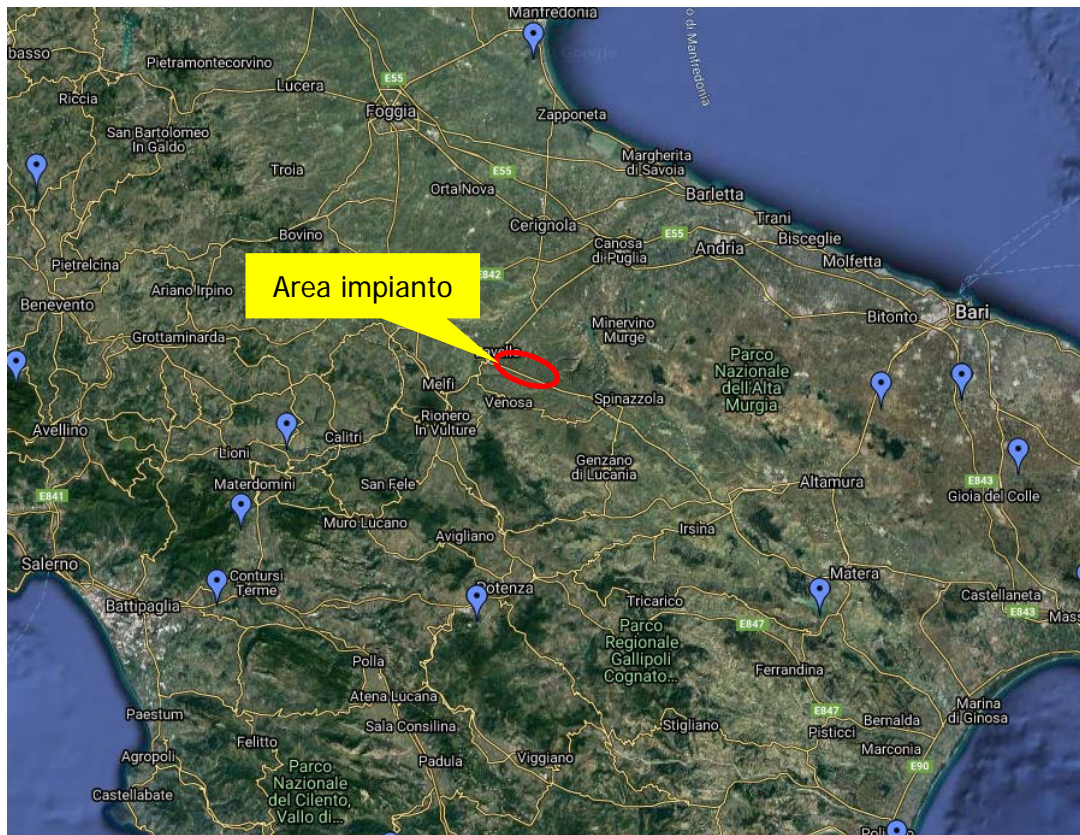 Manfredonia
basso
Pietramontecorvino
Google
o di Manfredonia
E55
Lucera
Riccia
Foggia
Zapponeta
San Bartolomeo
In Galdo
Margherita
di Savoia
Troia
E55
Orta Nova
Barletta
Trani
Cerignola
E55
Bisceglie
Bovino
Canosa
di Puglia
Andria
Molfetta
Pietrelcina
E842
Area impianto
Ariano Irpino
Benevento
Bari
Bitonto
Grottaminarda
Minervino
Murge
Parco
Nazionale
dell'Alta
Murgia
Melfi
Venosa
Spinazzola
Rionero
In Vulture
Avellino
Calitri
Lioni
Genzano
di Lucania
Materdomini
San Fele
Altamura
E843
Gioia del Colle
E841
Muro Lucano
Irsina
Avigliano
Salerno
Contursi
Terme
Potenza
Matera
Battipaglia
Tricarico
Castellaneta
E843
Mass
Parco
Regionale
Gallipoli
Cognato...
E847
Polla
Ferrandina
Atena Lucana
Marina
di Ginosa
Paestum
Sala Consilina
Stigliano
E847
Bernalda
Pisticci
Felitto
Agropoli
Padula
Viggiano
Marconia
E90
Parco
Nazionale
del Cilento,
Vallo di...
Castellabate